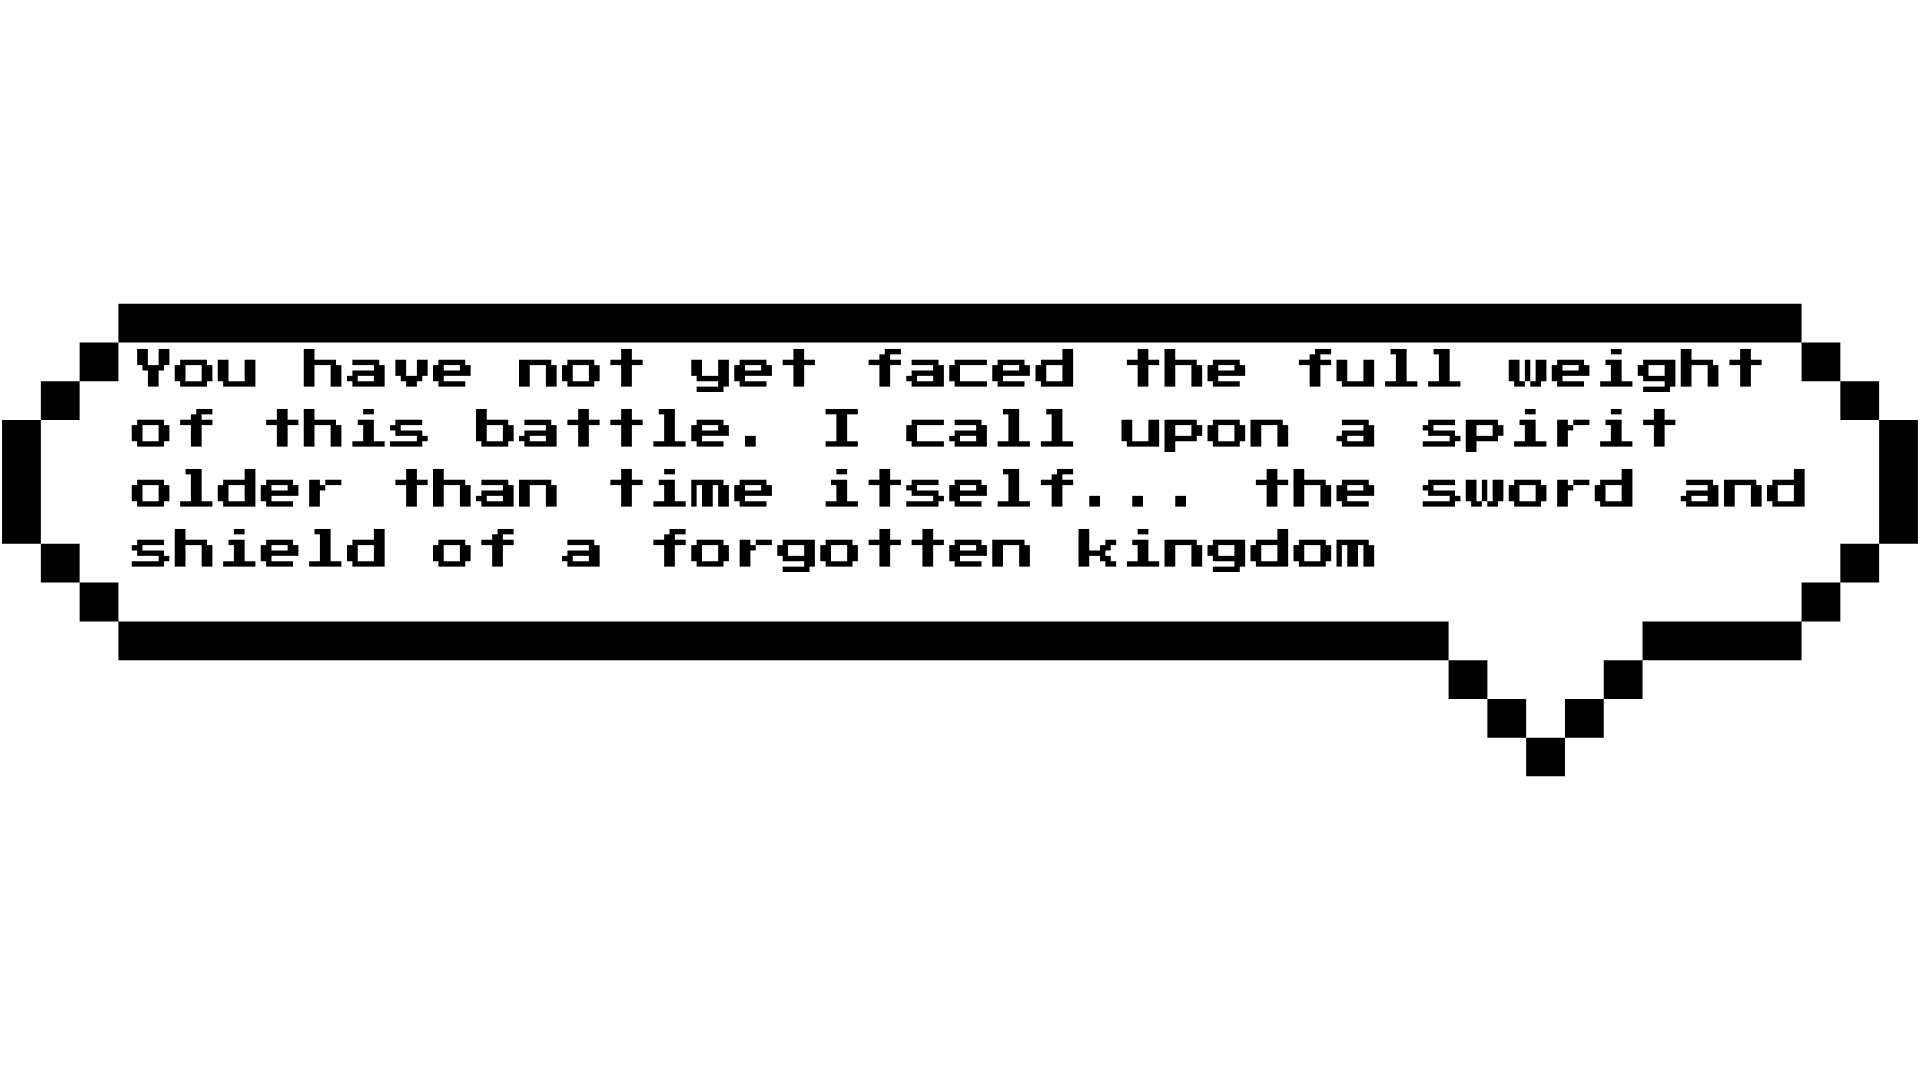 You have not yet faced the full weight
of this battle. I call upon a spirit
older than time itself... the sword and
shield of a forgotten kingdom